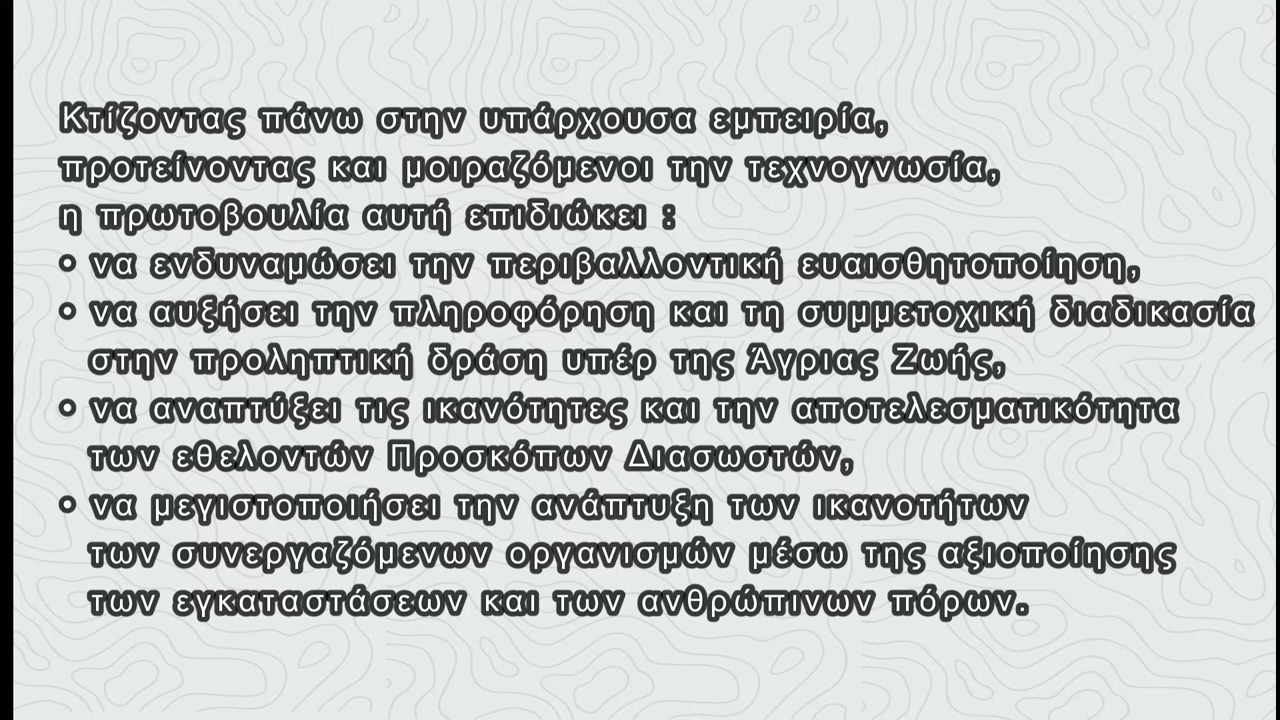 Κτίζοντας πάνω στην υπάρχουσα εμπειρία,
προτείνοντας και μοιραζόμενοι την τεχνογνωσία,
η πρωτοβουλία αυτή επιδιώκει :
• να ενδυναμώσει την περιβαλλοντική ευαισθητοποίηση,
• να αυξήσει την πληροφόρηση και τη συμμετοχική διαδικασία
στην προληπτική δράση υπέρ της Άγριας Ζωής,
• να αναπτύξει τις ικανότητες και την αποτελεσματικότητα
των εθελοντών Προσκόπων Διασωστών,
• να μεγιστοποιήσει την ανάπτυξη των ικανοτήτων
των συνεργαζόμενων οργανισμών μέσω της αξιοποίησης
των εγκαταστάσεων και των ανθρώπινων πόρων.